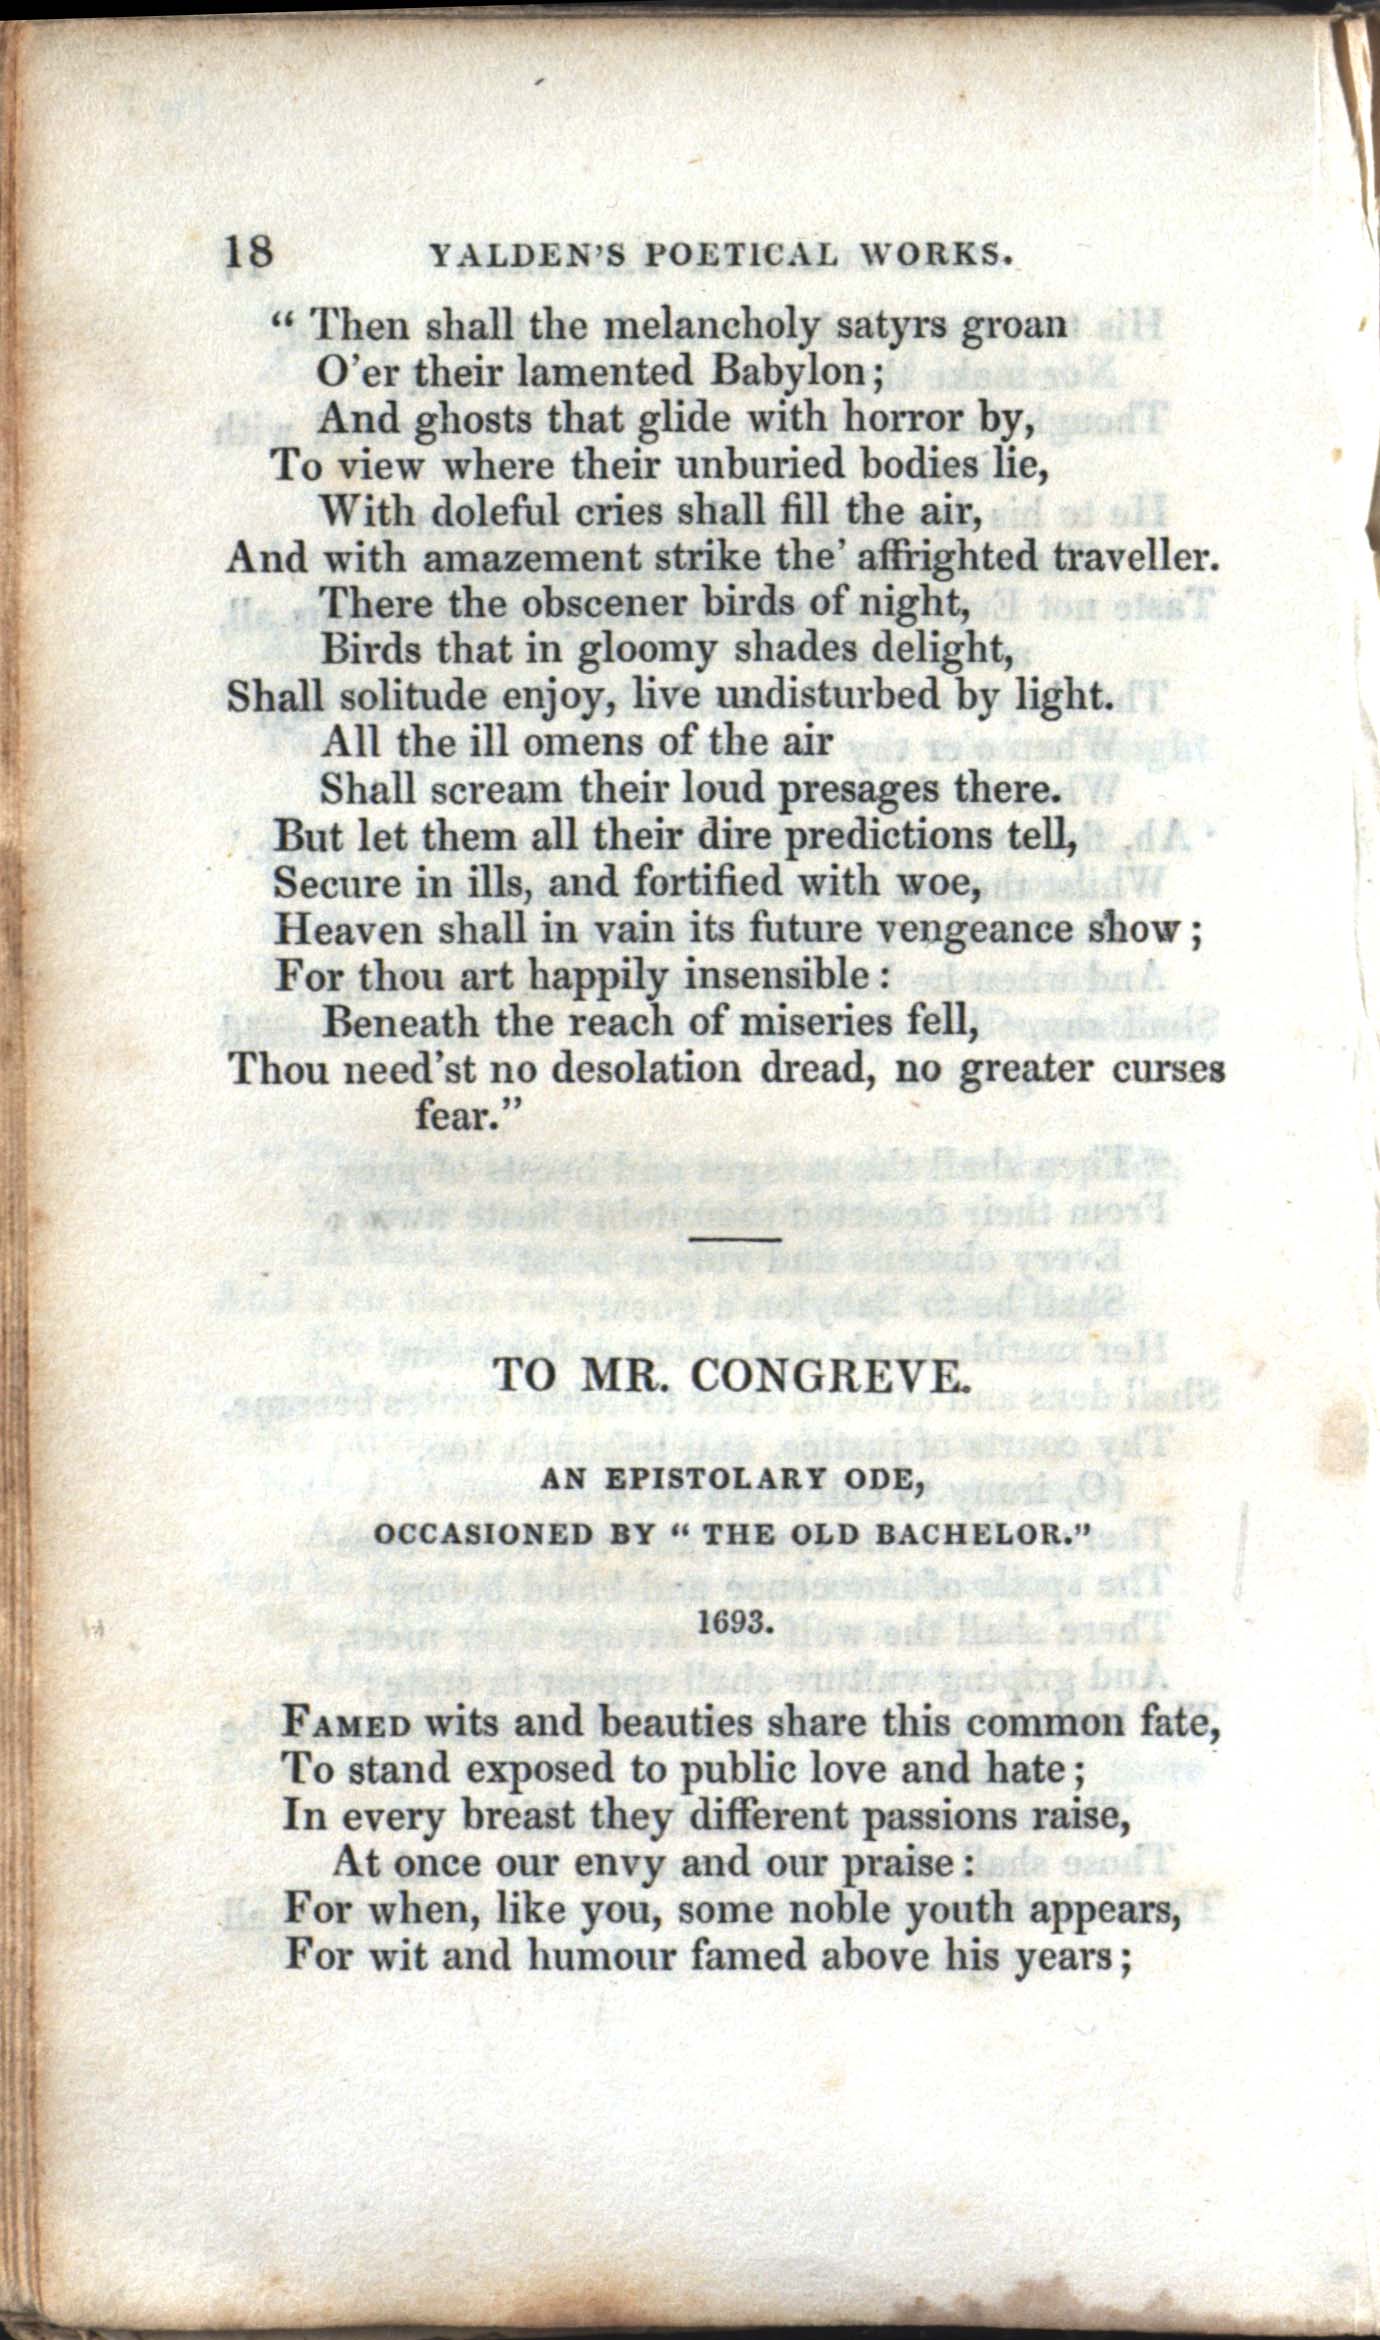 18 YALDEN'S POETICAL WORKS.
“ Then shall the melancholy satyrs groan
O'er their lamented Babylon;
And ghosts that glide with horror by,
To view where their unburied bodies lie,
With doleful cries shall fill the air,
And with amazement strike the' affrighted traveller.
There the obscener birds of night,
Birds that in gloomy shades delight,
Shall solitude enjoy, live undisturbed by light.
All the ill omens of the air
Shall scream their loud presages there.
But let them all their dire predictions tell,
Secure in ills, and fortified with woe,
Heaven shall in vain its future vengeance show;
For thou art happily insensible:
Beneath the reach of miseries fell,
Thou need'st no desolation dread, no greater curses
fear.”
TO MR. CONGREVE.
AN EPISTOLARY ODE,
OCCASIONED BY “ THE OLD BACHELOR.”
1693.
FAMED wits and beauties share this common fate,
To stand exposed to public love and hate;
In every breast they different passions raise,
At once our envy and our praise:
For when, like you, some noble youth appears,
For wit and humour famed above his years;